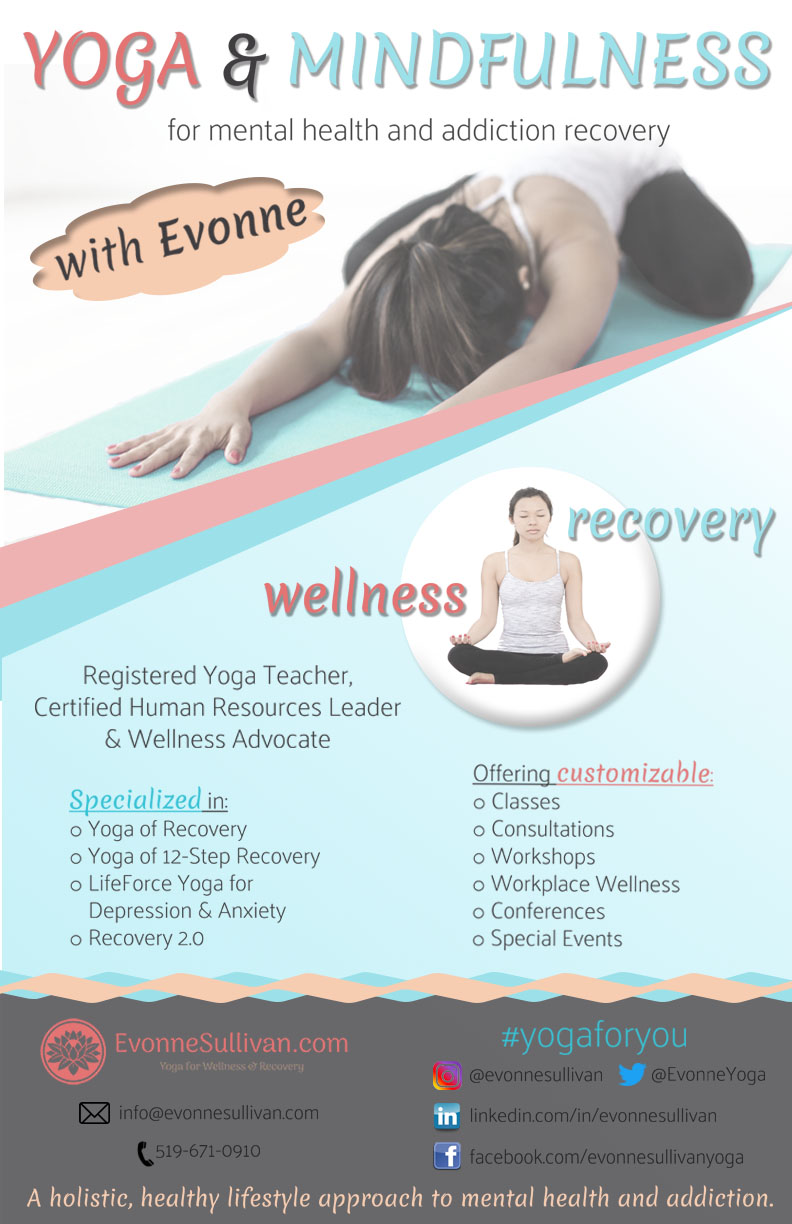 YOGA & MINDFULNESS
for mental health and addiction recovery
with Evonne
recovery
wellness
Registered Yoga Teacher,
Certified Human Resources Leader
& Wellness Advocate
Specialized in:
o Yoga of Recovery
o Yoga of 12-Step Recovery
o LifeForce Yoga for
Depression & Anxiety
o Recovery 2.0
Offering customizable:
o Classes
o Consultations
o Workshops
o Workplace Wellness
o Conferences
o Special Events
EvonneSullivan.com
Yoga for Wellness & Recovery
info@evonnesullivan.com
519-671-0910
#yogaforyou
@evonnesullivan @EvonneYoga
linkedin.com/in/evonnesullivan
facebook.com/evonnesullivanyoga
A holistic, healthy lifestyle approach to mental health and addiction.